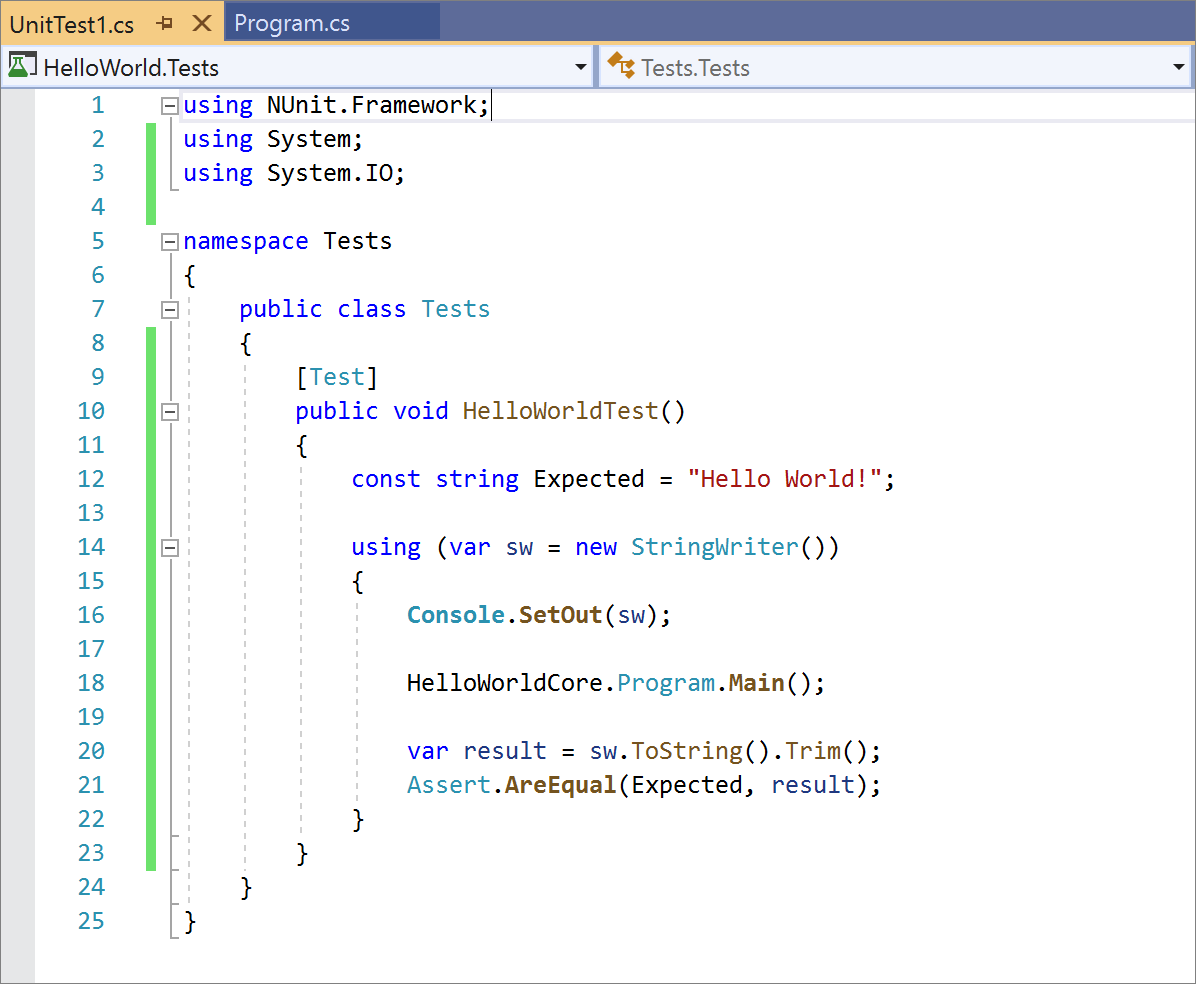 UnitTest1.cs Program.cs
HelloWorld.Tests Tests.Tests
1 using NUnit.Framework;
2 using System;
3 using System.IO;
4
5 namespace Tests
6 {
7 public class Tests
8 {
9 [Test]
10 public void HelloWorldTest()
11 {
12 const string Expected = "Hello World!";
13
14 using (var sw = new StringWriter())
15 {
16 Console.SetOut(sw);
17
18 HelloWorldCore.Program.Main();
19
20 var result = sw.ToString().Trim();
21 Assert.AreEqual(Expected, result);
22 }
23 }
24 }
25 }